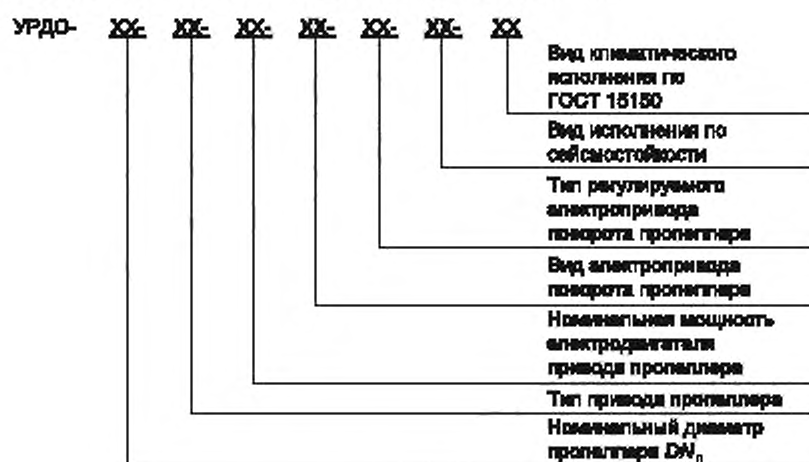 УРДО- XX- XX- XX- XX- XX- XX- XX
Вид климатического
исполнения по
ГОСТ 15150
Вид исполнения по
сейсмостойкости
Тип регулируемого
электропривода
поворота пропеллера
Вид электропривода
поворота пропеллера
Номинальная мощность
электродвигателя
привода пропеллера
Тип привода пропеллера
Номинальный диаметр
пропеллера DNп